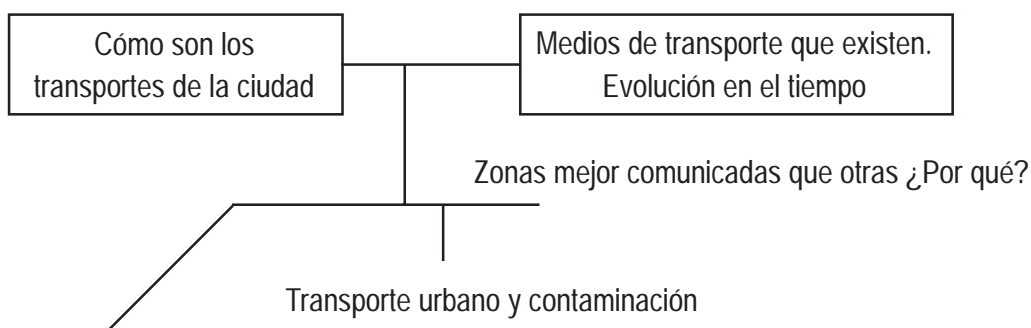 Cómo son los
transportes de la ciudad
Medios de transporte que existen.
Evolución en el tiempo
Zonas mejor comunicadas que otras ¿Por qué?
Transporte urbano y contaminación